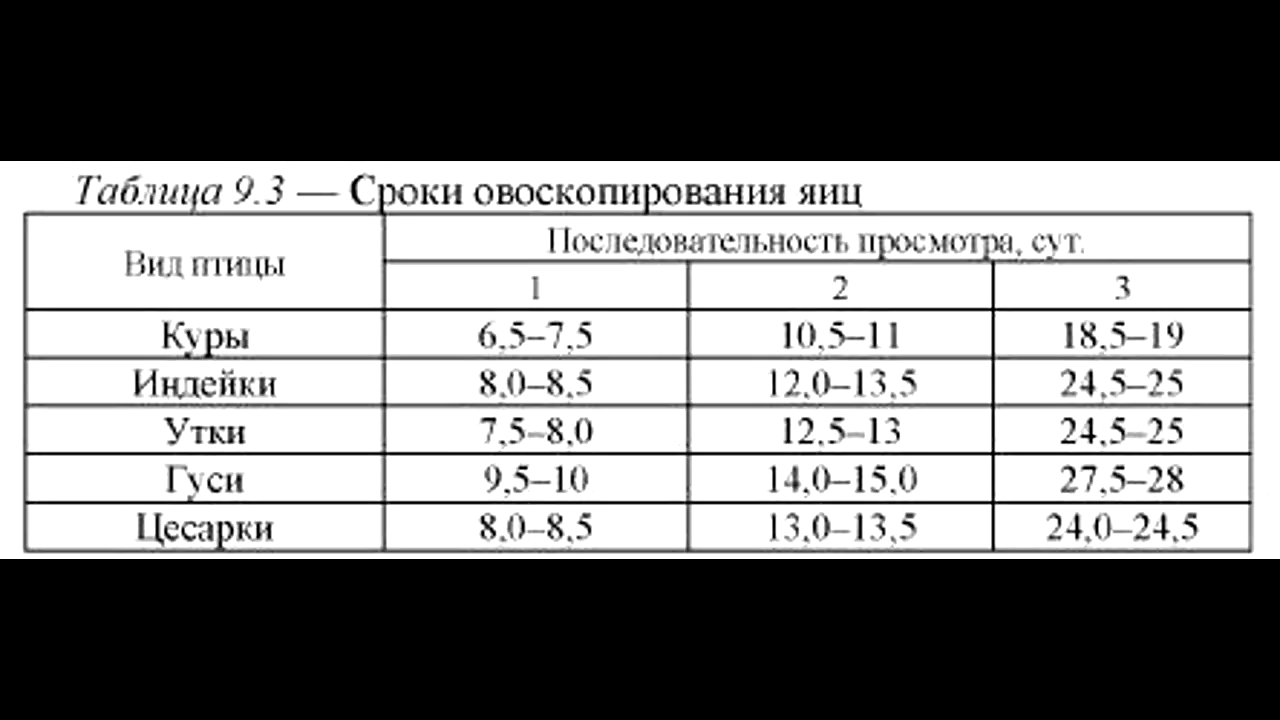 Таблица 9.3 — Сроки овоскопирования яиц
Вид птицы
Последовательность просмотра, сут.
1 2 3
Куры 6,5–7,5 10,5–11 18,5–19
Индейки 8,0–8,5 12,0–13,5 24,5–25
Утки 7,5–8,0 12,5–13 24,5–25
Гуси 9,5–10 14,0–15,0 27,5–28
Цесарки 8,0–8,5 13,0–13,5 24,0–24,5